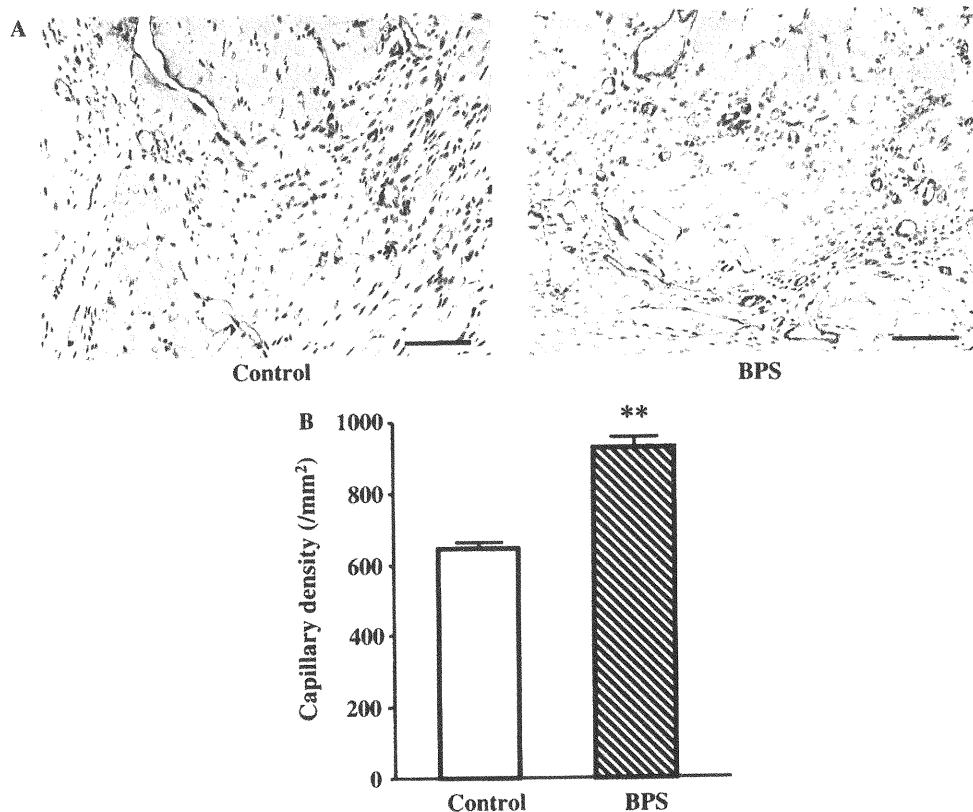 A
Control
BPS
B
**
Capillary density (/mm²)
1000
800
600
400
200
0
Control
BPS